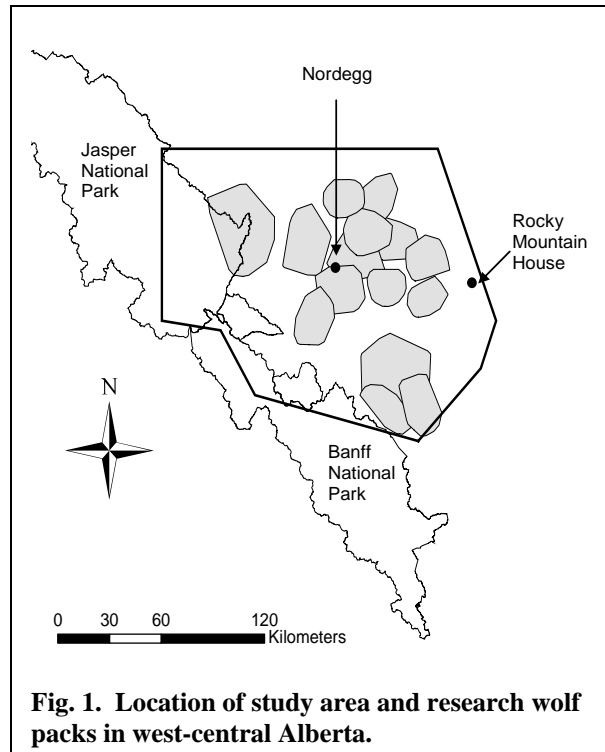 Nordegg
Jasper
National
Park
Rocky
Mountain
House
N
Banff
National
Park
0 30 60 120
Kilometers
Fig. 1. Location of study area and research wolf
packs in west-central Alberta.